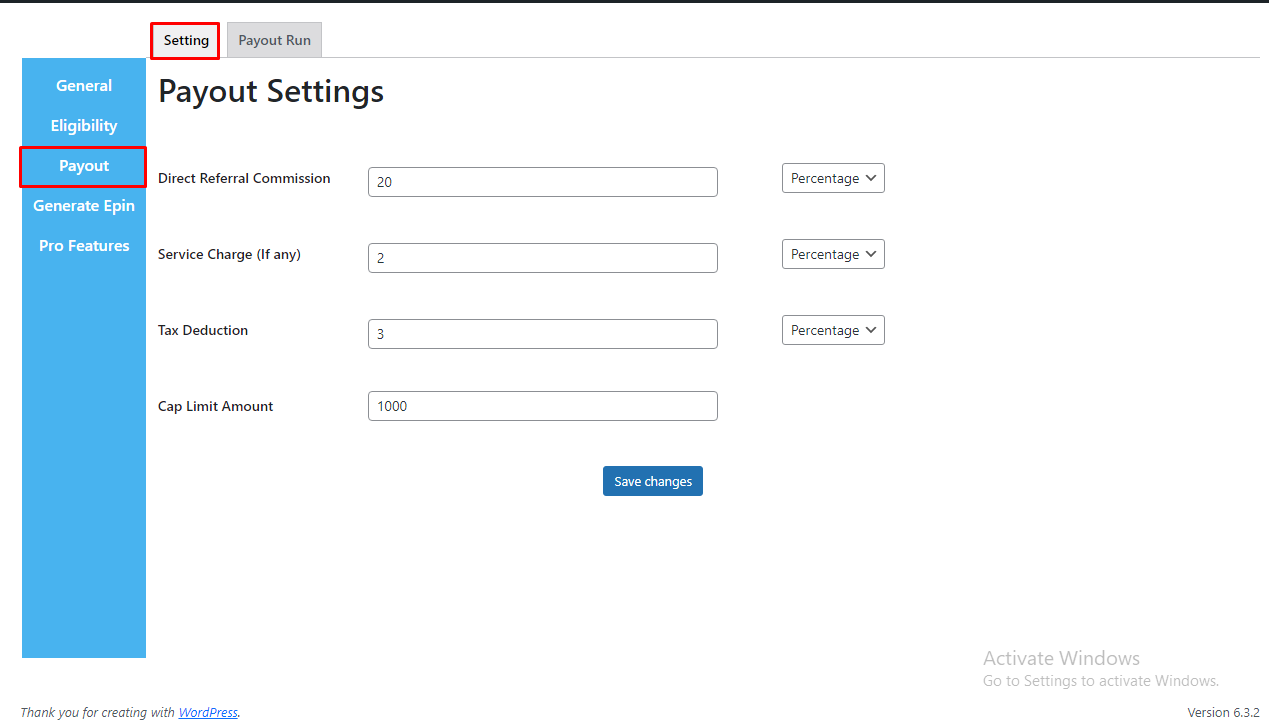 Setting
Payout Run
General
Eligibility
Payout
Generate Epin
Pro Features
Payout Settings
Direct Referral Commission
20
Percentage
Service Charge (If any)
2
Percentage
Tax Deduction
3
Percentage
Cap Limit Amount
1000
Save changes
Activate Windows
Go to Settings to activate Windows.
Thank you for creating with WordPress.
Version 6.3.2